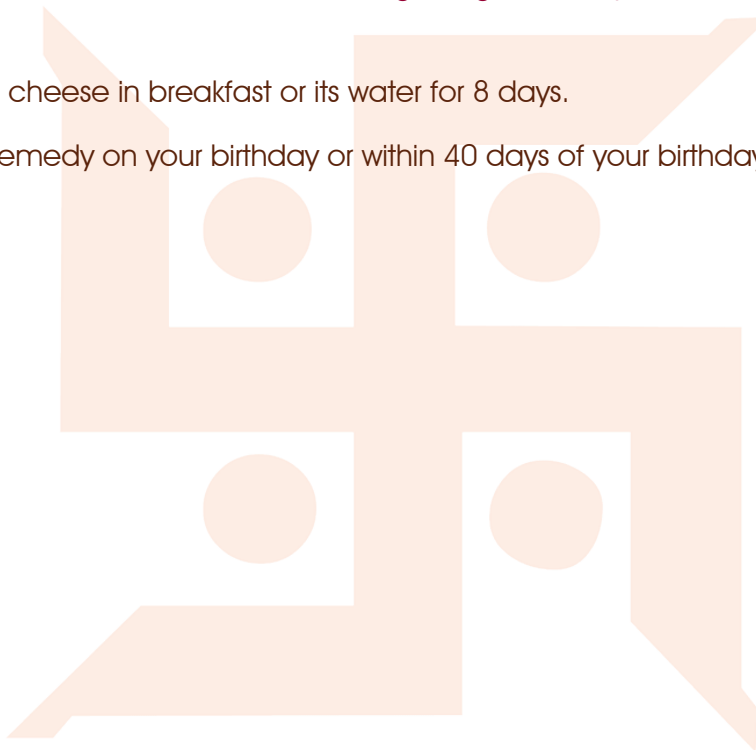 cheese in breakfast or its water for 8 days.
emedy on your birthday or within 40 days of your birthday